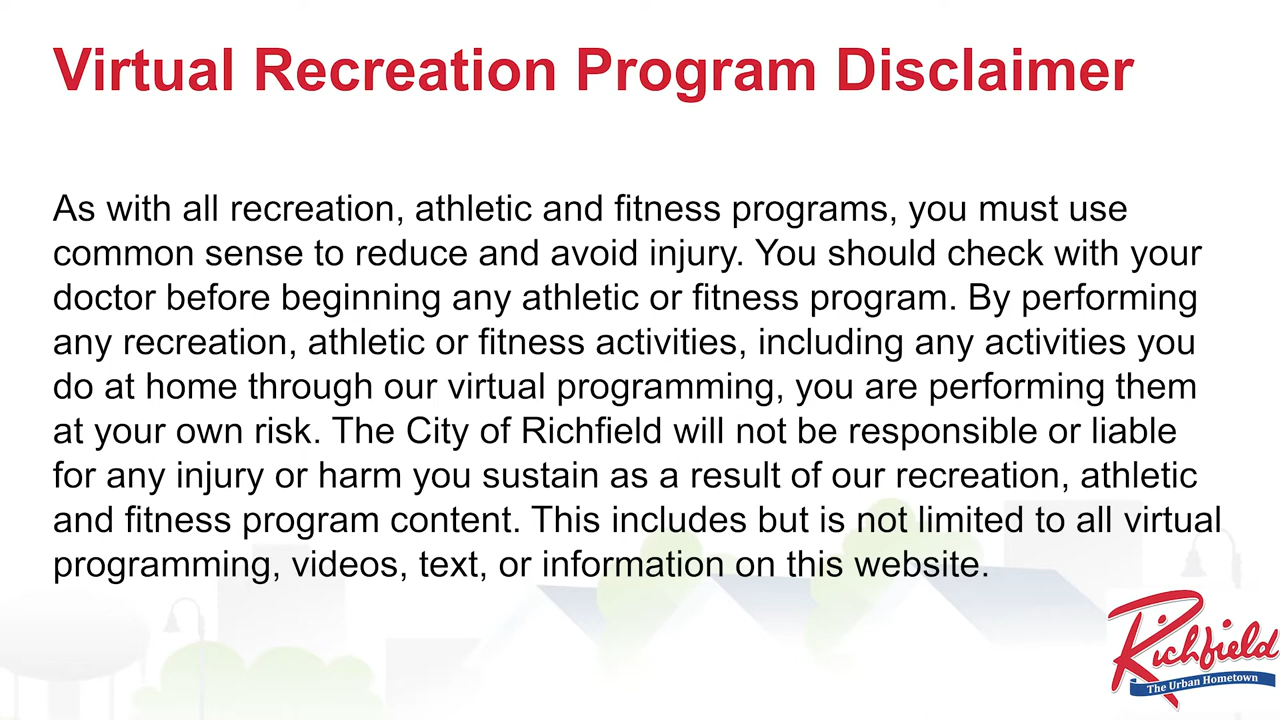 Virtual Recreation Program Disclaimer
As with all recreation, athletic and fitness programs, you must use
common sense to reduce and avoid injury. You should check with your
doctor before beginning any athletic or fitness program. By performing
any recreation, athletic or fitness activities, including any activities you
do at home through our virtual programming, you are performing them
at your own risk. The City of Richfield will not be responsible or liable
for any injury or harm you sustain as a result of our recreation, athletic
and fitness program content. This includes but is not limited to all virtual
programming, videos, text, or information on this website.
Richfield
The Urban Hometown